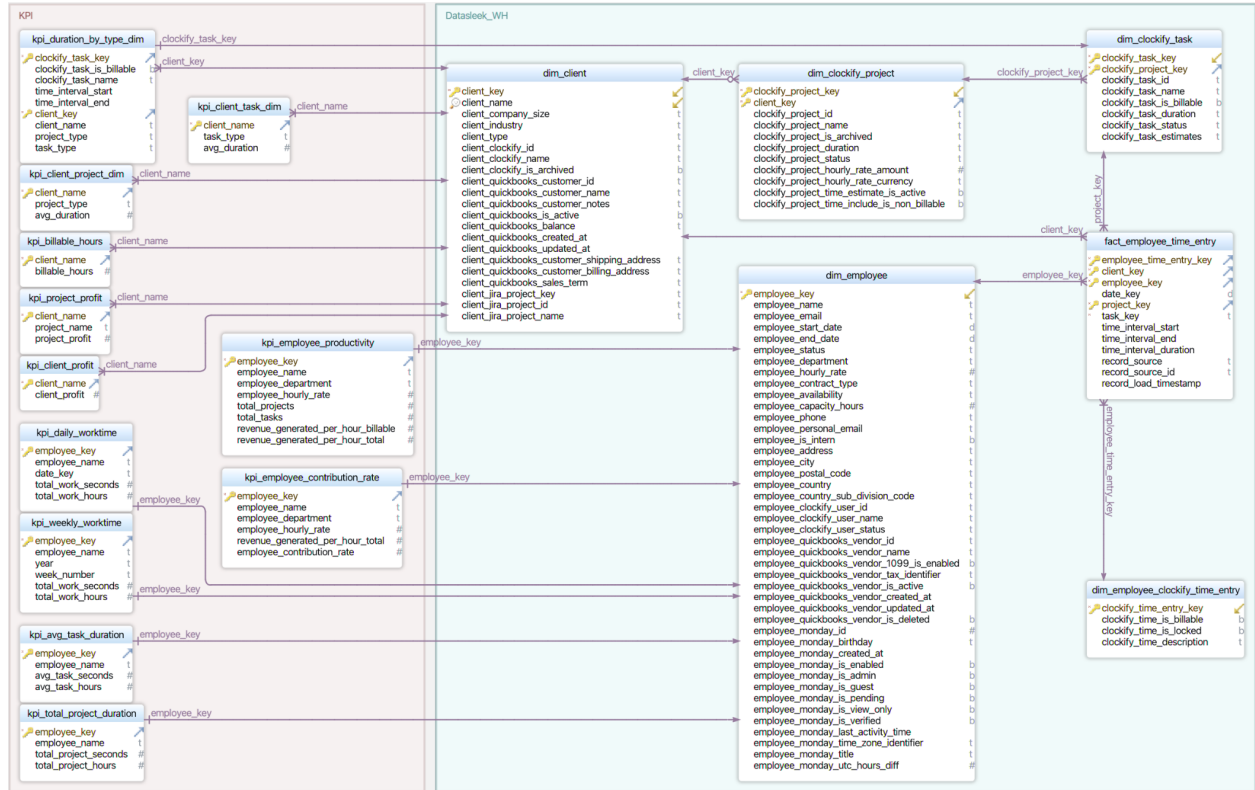 KPI
kpi_duration_by_type_dim
clockify_task_key
clockify_task_is_billable b
clockify_task_name t
time_interval_start
time_interval_end
client_key
client_name t
project_type t
task_type t
clockify_task_key
client_key
kpi_client_task_dim
client_name
task_type t
avg_duration #
client_name
kpi_client_project_dim
client_name
project_type t
avg_duration #
client_name
kpi_billable_hours
client_name
billable_hours #
client_name
kpi_project_profit
client_name
project_name t
project_profit #
client_name
kpi_client_profit
client_name
client_profit #
client_name
kpi_employee_productivity
employee_key
employee_name t
employee_department t
employee_hourly_rate #
total_projects #
total_tasks #
revenue_generated_per_hour_billable #
revenue_generated_per_hour_total #
employee_key
kpi_daily_worktime
employee_key
employee_name t
date_key t
total_work_seconds #
total_work_hours #
employee_key
kpi_employee_contribution_rate
employee_key
employee_name t
employee_department t
employee_hourly_rate #
revenue_generated_per_hour_total #
employee_contribution_rate #
employee_key
kpi_weekly_worktime
employee_key
employee_name t
year t
week_number t
total_work_seconds #
total_work_hours #
employee_key
kpi_avg_task_duration
employee_key
employee_name t
avg_task_seconds #
avg_task_hours #
employee_key
kpi_total_project_duration
employee_key
employee_name t
total_project_seconds #
total_project_hours #
employee_key
Datasleek_WH
dim_client
client_key
client_name
client_company_size t
client_industry t
client_type t
client_clockify_id t
client_clockify_name t
client_clockify_is_archived b
client_quickbooks_customer_id t
client_quickbooks_customer_name t
client_quickbooks_customer_notes t
client_quickbooks_is_active b
client_quickbooks_balance t
client_quickbooks_created_at
client_quickbooks_updated_at
client_quickbooks_customer_shipping_address t
client_quickbooks_customer_billing_address t
client_quickbooks_sales_term t
client_jira_project_key t
client_jira_project_id t
client_jira_project_name t
client_key
dim_clockify_project
clockify_project_key
client_key
clockify_project_id t
clockify_project_name t
clockify_project_is_archived b
clockify_project_duration t
clockify_project_status t
clockify_project_hourly_rate_amount #
clockify_project_hourly_rate_currency t
clockify_project_time_estimate_is_active b
clockify_project_time_include_is_non_billable b
clockify_project_key
dim_clockify_task
clockify_task_key
clockify_project_key
clockify_task_id t
clockify_task_name t
clockify_task_is_billable b
clockify_task_duration t
clockify_task_status t
clockify_task_estimates t
project_key
client_key
fact_employee_time_entry
employee_time_entry_key
client_key
employee_key
date_key d
project_key
task_key t
time_interval_start
time_interval_end
time_interval_duration
record_source t
record_source_id t
record_load_timestamp
employee_key
employee_time_entry_key
dim_employee
employee_key
employee_name t
employee_email t
employee_start_date d
employee_end_date d
employee_status t
employee_department t
employee_hourly_rate #
employee_contract_type t
employee_availability t
employee_capacity_hours #
employee_phone t
employee_personal_email t
employee_is_intern b
employee_address t
employee_city t
employee_postal_code t
employee_country t
employee_country_sub_division_code t
employee_clockify_user_id t
employee_clockify_user_name t
employee_clockify_user_status t
employee_quickbooks_vendor_id t
employee_quickbooks_vendor_name t
employee_quickbooks_vendor_1099_is_enabled b
employee_quickbooks_vendor_tax_identifier t
employee_quickbooks_vendor_is_active b
employee_quickbooks_vendor_created_at
employee_quickbooks_vendor_updated_at
employee_quickbooks_vendor_is_deleted b
employee_monday_id #
employee_monday_birthday t
employee_monday_created_at
employee_monday_is_enabled b
employee_monday_is_admin b
employee_monday_is_guest b
employee_monday_is_pending b
employee_monday_is_view_only b
employee_monday_is_verified b
employee_monday_last_activity_time
employee_monday_time_zone_identifier t
employee_monday_title t
employee_monday_utc_hours_diff #
dim_employee_clockify_time_entry
clockify_time_entry_key
clockify_time_is_billable b
clockify_time_is_locked b
clockify_time_description t